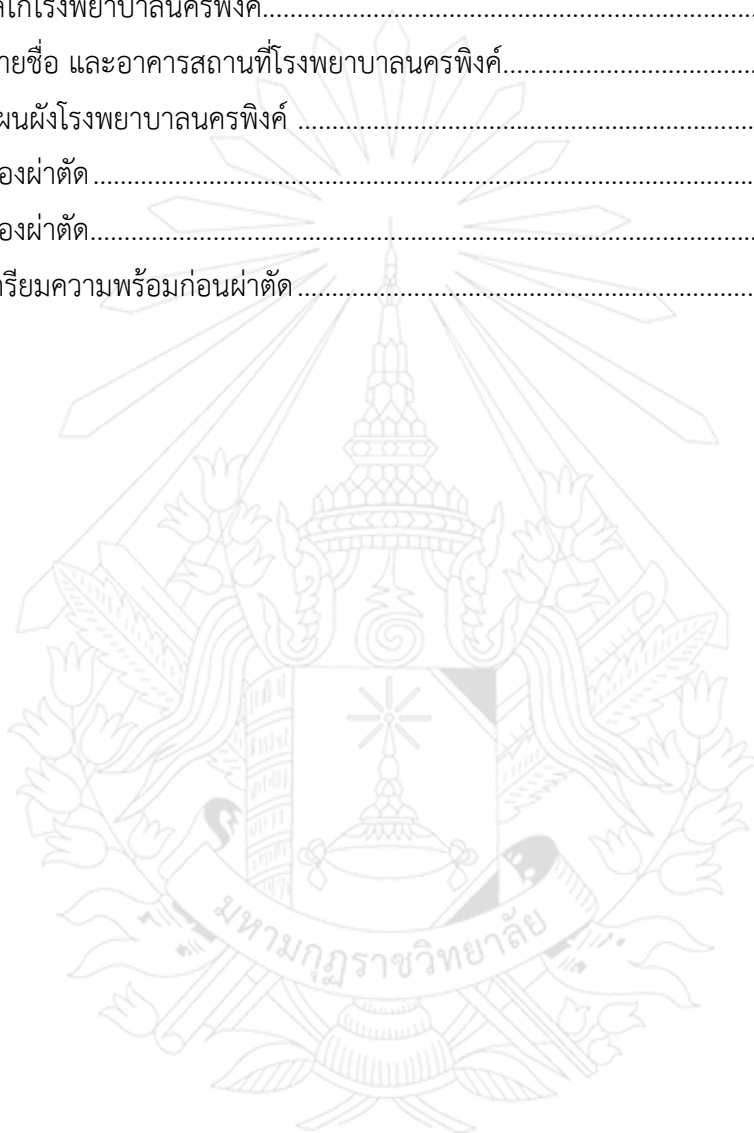 โรงพยาบาลนครพิงค์
ายชื่อ และอาคารสถานที่โรงพยาบาลนครพิงค์
ผนผังโรงพยาบาลนครพิงค์
องผ่าตัด
องผ่าตัด
ตรียมความพร้อมก่อนผ่าตัด
มหามกุฏราชวิทยาลัย